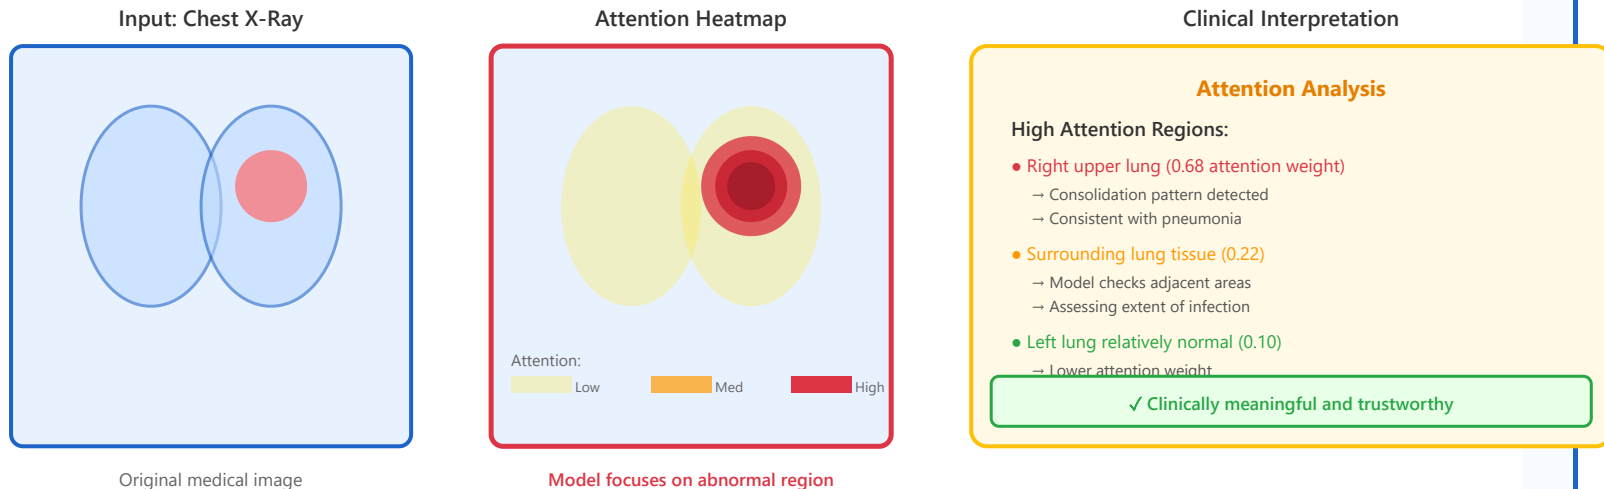 Input: Chest X-Ray
Original medical image
Attention Heatmap
Attention:
Low
Med
High
Model focuses on abnormal region
Clinical Interpretation
Attention Analysis
High Attention Regions:
● Right upper lung (0.68 attention weight)
→ Consolidation pattern detected
→ Consistent with pneumonia
● Surrounding lung tissue (0.22)
→ Model checks adjacent areas
→ Assessing extent of infection
● Left lung relatively normal (0.10)
→ Lower attention weight
✓ Clinically meaningful and trustworthy